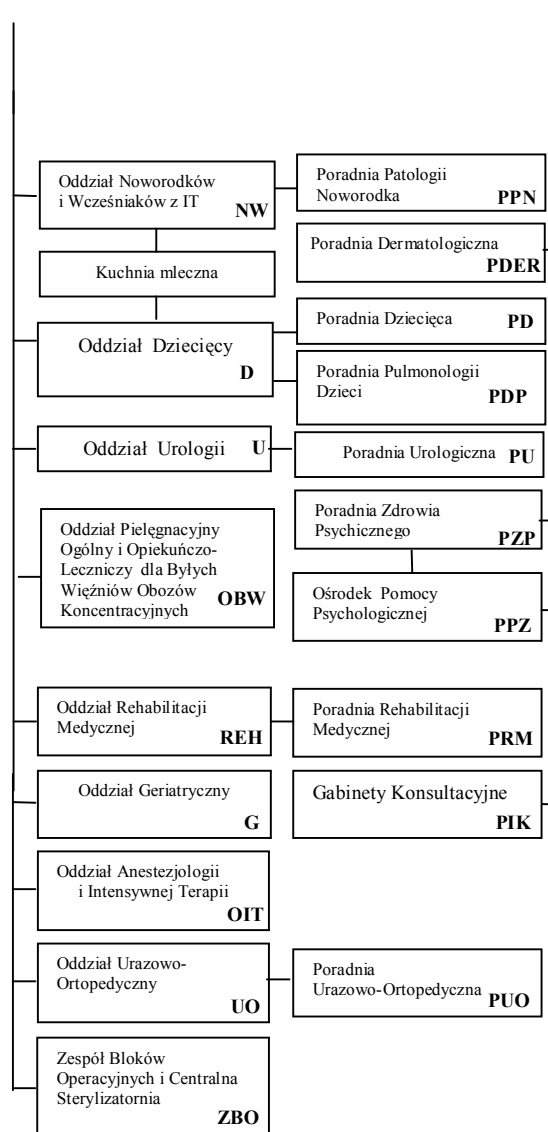 Oddział Noworodków
i Wcześniaków z IT
NW
Poradnia Patologii
Noworodka
PPN
Poradnia Dermatologiczna
PDER
Kuchnia mleczna
Oddział Dziecięcy
D
Poradnia Dziecięca
PD
Poradnia Pulmonologii
Dzieci
PDP
Oddział Urologii
U
Poradnia Urologiczna
PU
Oddział Pielęgnacyjny
Ogólny i Opiekuńczo-
Leczniczy dla Byłych
Więźniów Obozów
Koncentracyjnych
OBW
Poradnia Zdrowia
Psychicznego
PZP
Ośrodek Pomocy
Psychologicznej
PPZ
Oddział Rehabilitacji
Medycznej
REH
Poradnia Rehabilitacji
Medycznej
PRM
Oddział Geriatryczny
G
Gabinety Konsultacyjne
PIK
Oddział Anestezjologii
i Intensywnej Terapii
OIT
Oddział Urazowo-
Ortopedyczny
UO
Poradnia
Urazowo-Ortopedyczna
PUO
Zespół Bloków
Operacyjnych i Centralna
Sterylizatornia
ZBO